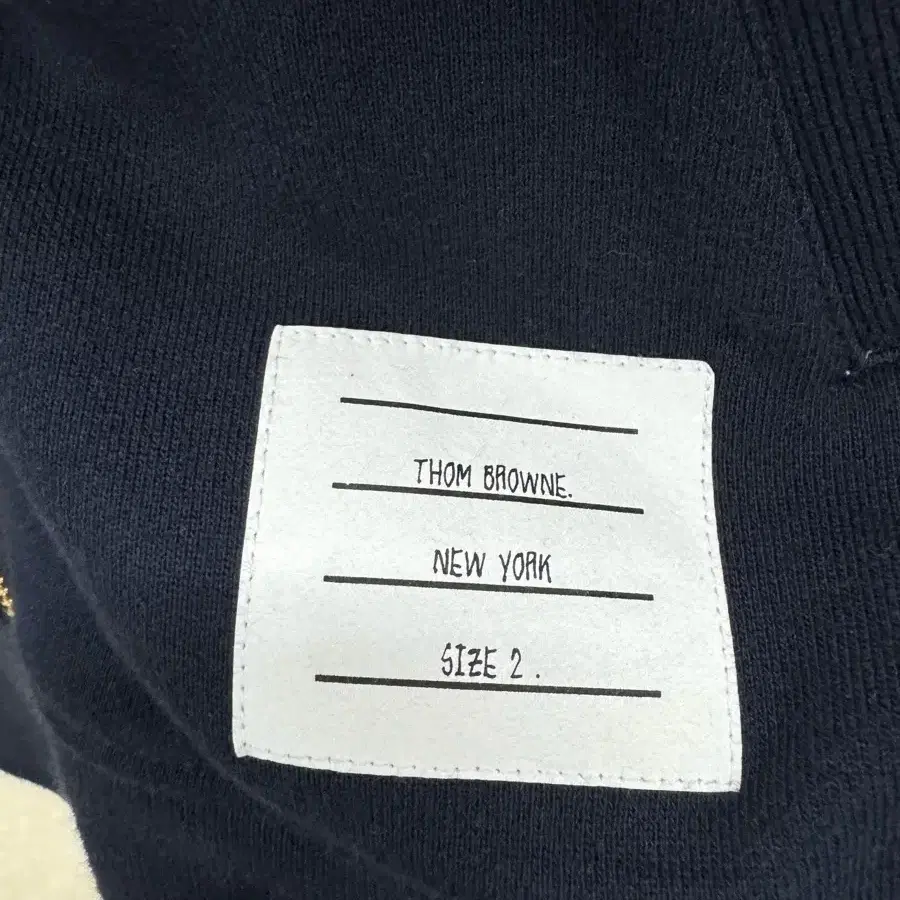 THOM BROWNE.
NEW YORK
SIZE 2 .